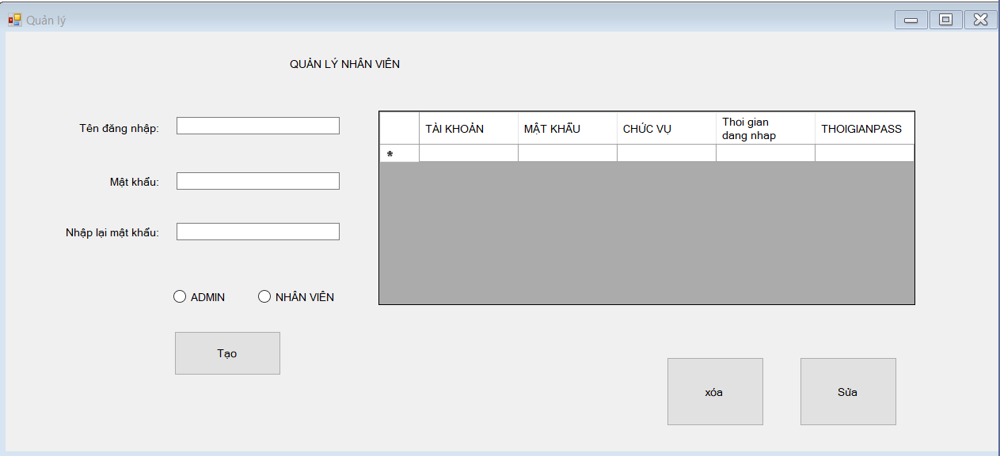 Quản lý
QUẢN LÝ NHÂN VIÊN
Tên đăng nhập:
Mật khẩu:
Nhập lại mật khẩu:
ADMIN NHÂN VIÊN
Tạo
TÀI KHOẢN MẬT KHẨU CHỨC VỤ Thoi gian dang nhap THOIGIANPASS
*
xóa Sửa